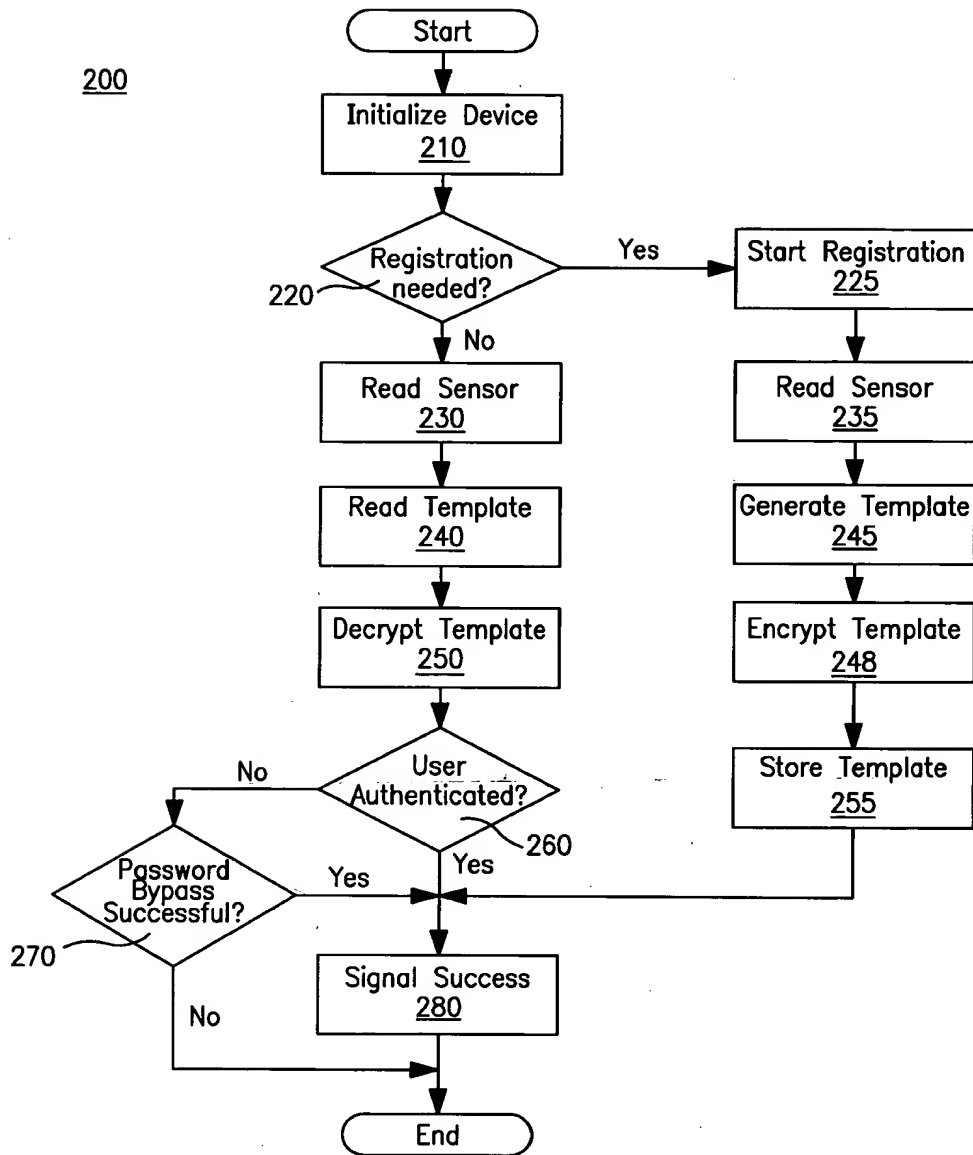 Start
200
Initialize Device
210
Registration
needed?
220
Yes
Start Registration
225
No
Read Sensor
230
Read Sensor
235
Read Template
240
Generate Template
245
Decrypt Template
250
Encrypt Template
248
User
Authenticated?
260
No
Store Template
255
Password
Bypass
Successful?
270
Yes
Yes
Signal Success
280
No
End